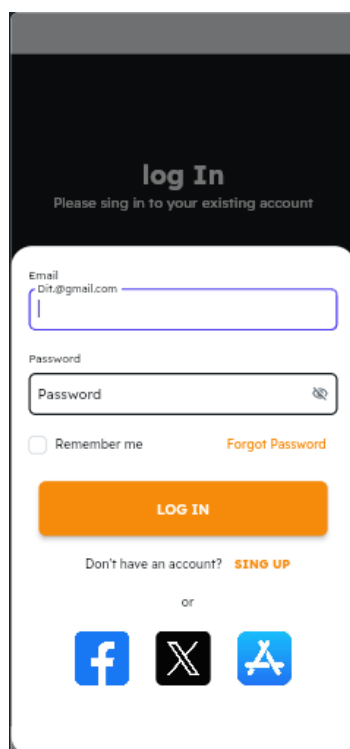 log In
Please sing in to your existing account
Email
Dit.@gmail.com
Password
Password
Remember me Forgot Password
LOG IN
Don't have an account? SING UP
or